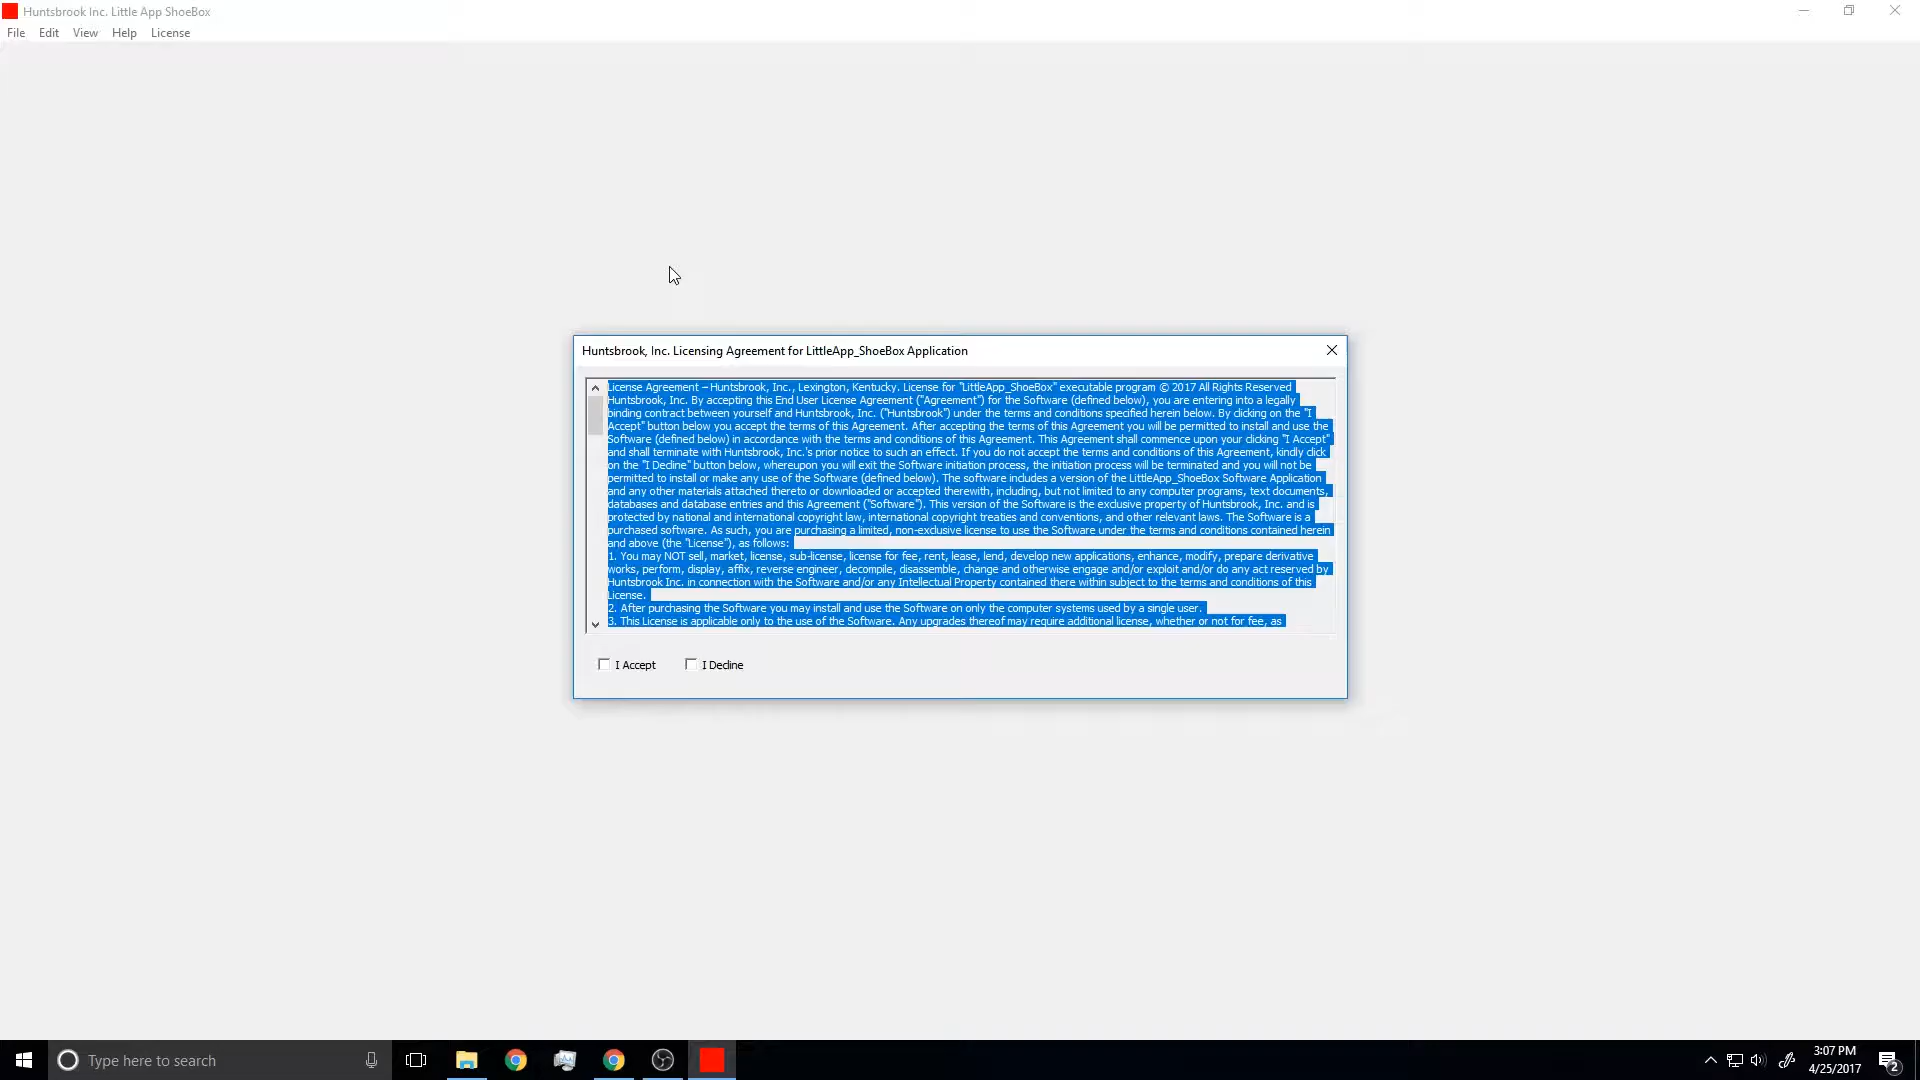 Huntsbrook Inc. Little App ShoeBox
File Edit View Help License
Huntsbrook, Inc. Licensing Agreement for LittleApp_ShoeBox Application
License Agreement – Huntsbrook, Inc., Lexington, Kentucky. License for "LittleApp_ShoeBox" executable program © 2017 All Rights Reserved
Huntsbrook, Inc. By accepting this End User License Agreement ("Agreement") for the Software (defined below), you are entering into a legally
binding contract between yourself and Huntsbrook, Inc. ("Huntsbrook") under the terms and conditions specified herein below. By clicking on the "I
Accept" button below you accept the terms of this Agreement. After accepting the terms of this Agreement you will be permitted to install and use the
Software (defined below) in accordance with the terms and conditions of this Agreement. This Agreement shall commence upon your clicking "I Accept"
and shall terminate with Huntsbrook, Inc.'s prior notice to such an effect. If you do not accept the terms and conditions of this Agreement, kindly click
on the "I Decline" button below, whereupon you will exit the Software initiation process, the initiation process will be terminated and you will not be
permitted to install or make any use of the Software (defined below). The software includes a version of the LittleApp_ShoeBox Software Application
and any other materials attached thereto or downloaded or accepted therewith, including, but not limited to any computer programs, text documents,
databases and database entries and this Agreement ("Software"). This version of the Software is the exclusive property of Huntsbrook, Inc. and is
protected by national and international copyright law, international copyright treaties and conventions, and other relevant laws. The Software is a
purchased software. As such, you are purchasing a limited, non-exclusive license to use the Software under the terms and conditions contained herein
and above (the "License"), as follows:
1. You may NOT sell, market, license, sub-license, license for fee, rent, lease, lend, develop new applications, enhance, modify, prepare derivative
works, perform, display, affix, reverse engineer, decompile, disassemble, change and otherwise engage and/or exploit and/or do any act reserved by
Huntsbrook Inc. in connection with the Software and/or any Intellectual Property contained there within subject to the terms and conditions of this
License.
2. After purchasing the Software you may install and use the Software on only the computer systems used by a single user.
3. This License is applicable only to the use of the Software. Any upgrades thereof may require additional license, whether or not for fee, as
I Accept I Decline
Type here to search
3:07 PM
4/25/2017
2